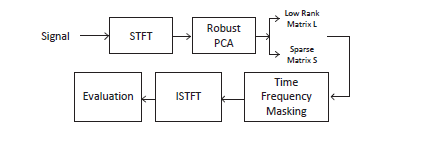 Signal
STFT
Robust
PCA
Low Rank
Matrix L
Sparse
Matrix S
Time
Frequency
Masking
ISTFT
Evaluation